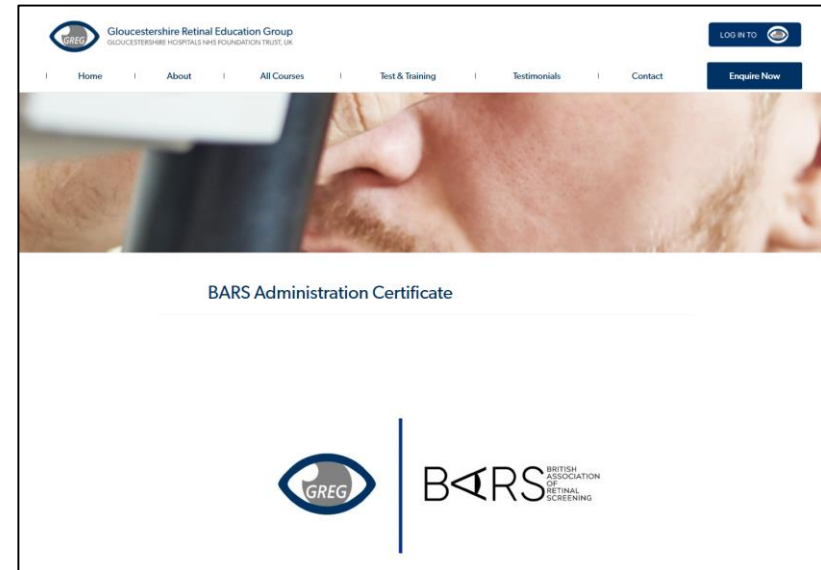 GREG
Gloucestershire Retinal Education Group
GLOUCESTERSHIRE HOSPITALS NHS FOUNDATION TRUST, UK
LOG IN TO
Home
About
All Courses
Test & Training
Testimonials
Contact
Enquire Now
BARS Administration Certificate
GREG
BARS
BRITISH
ASSOCIATION
OF
RETINAL
SCREENING